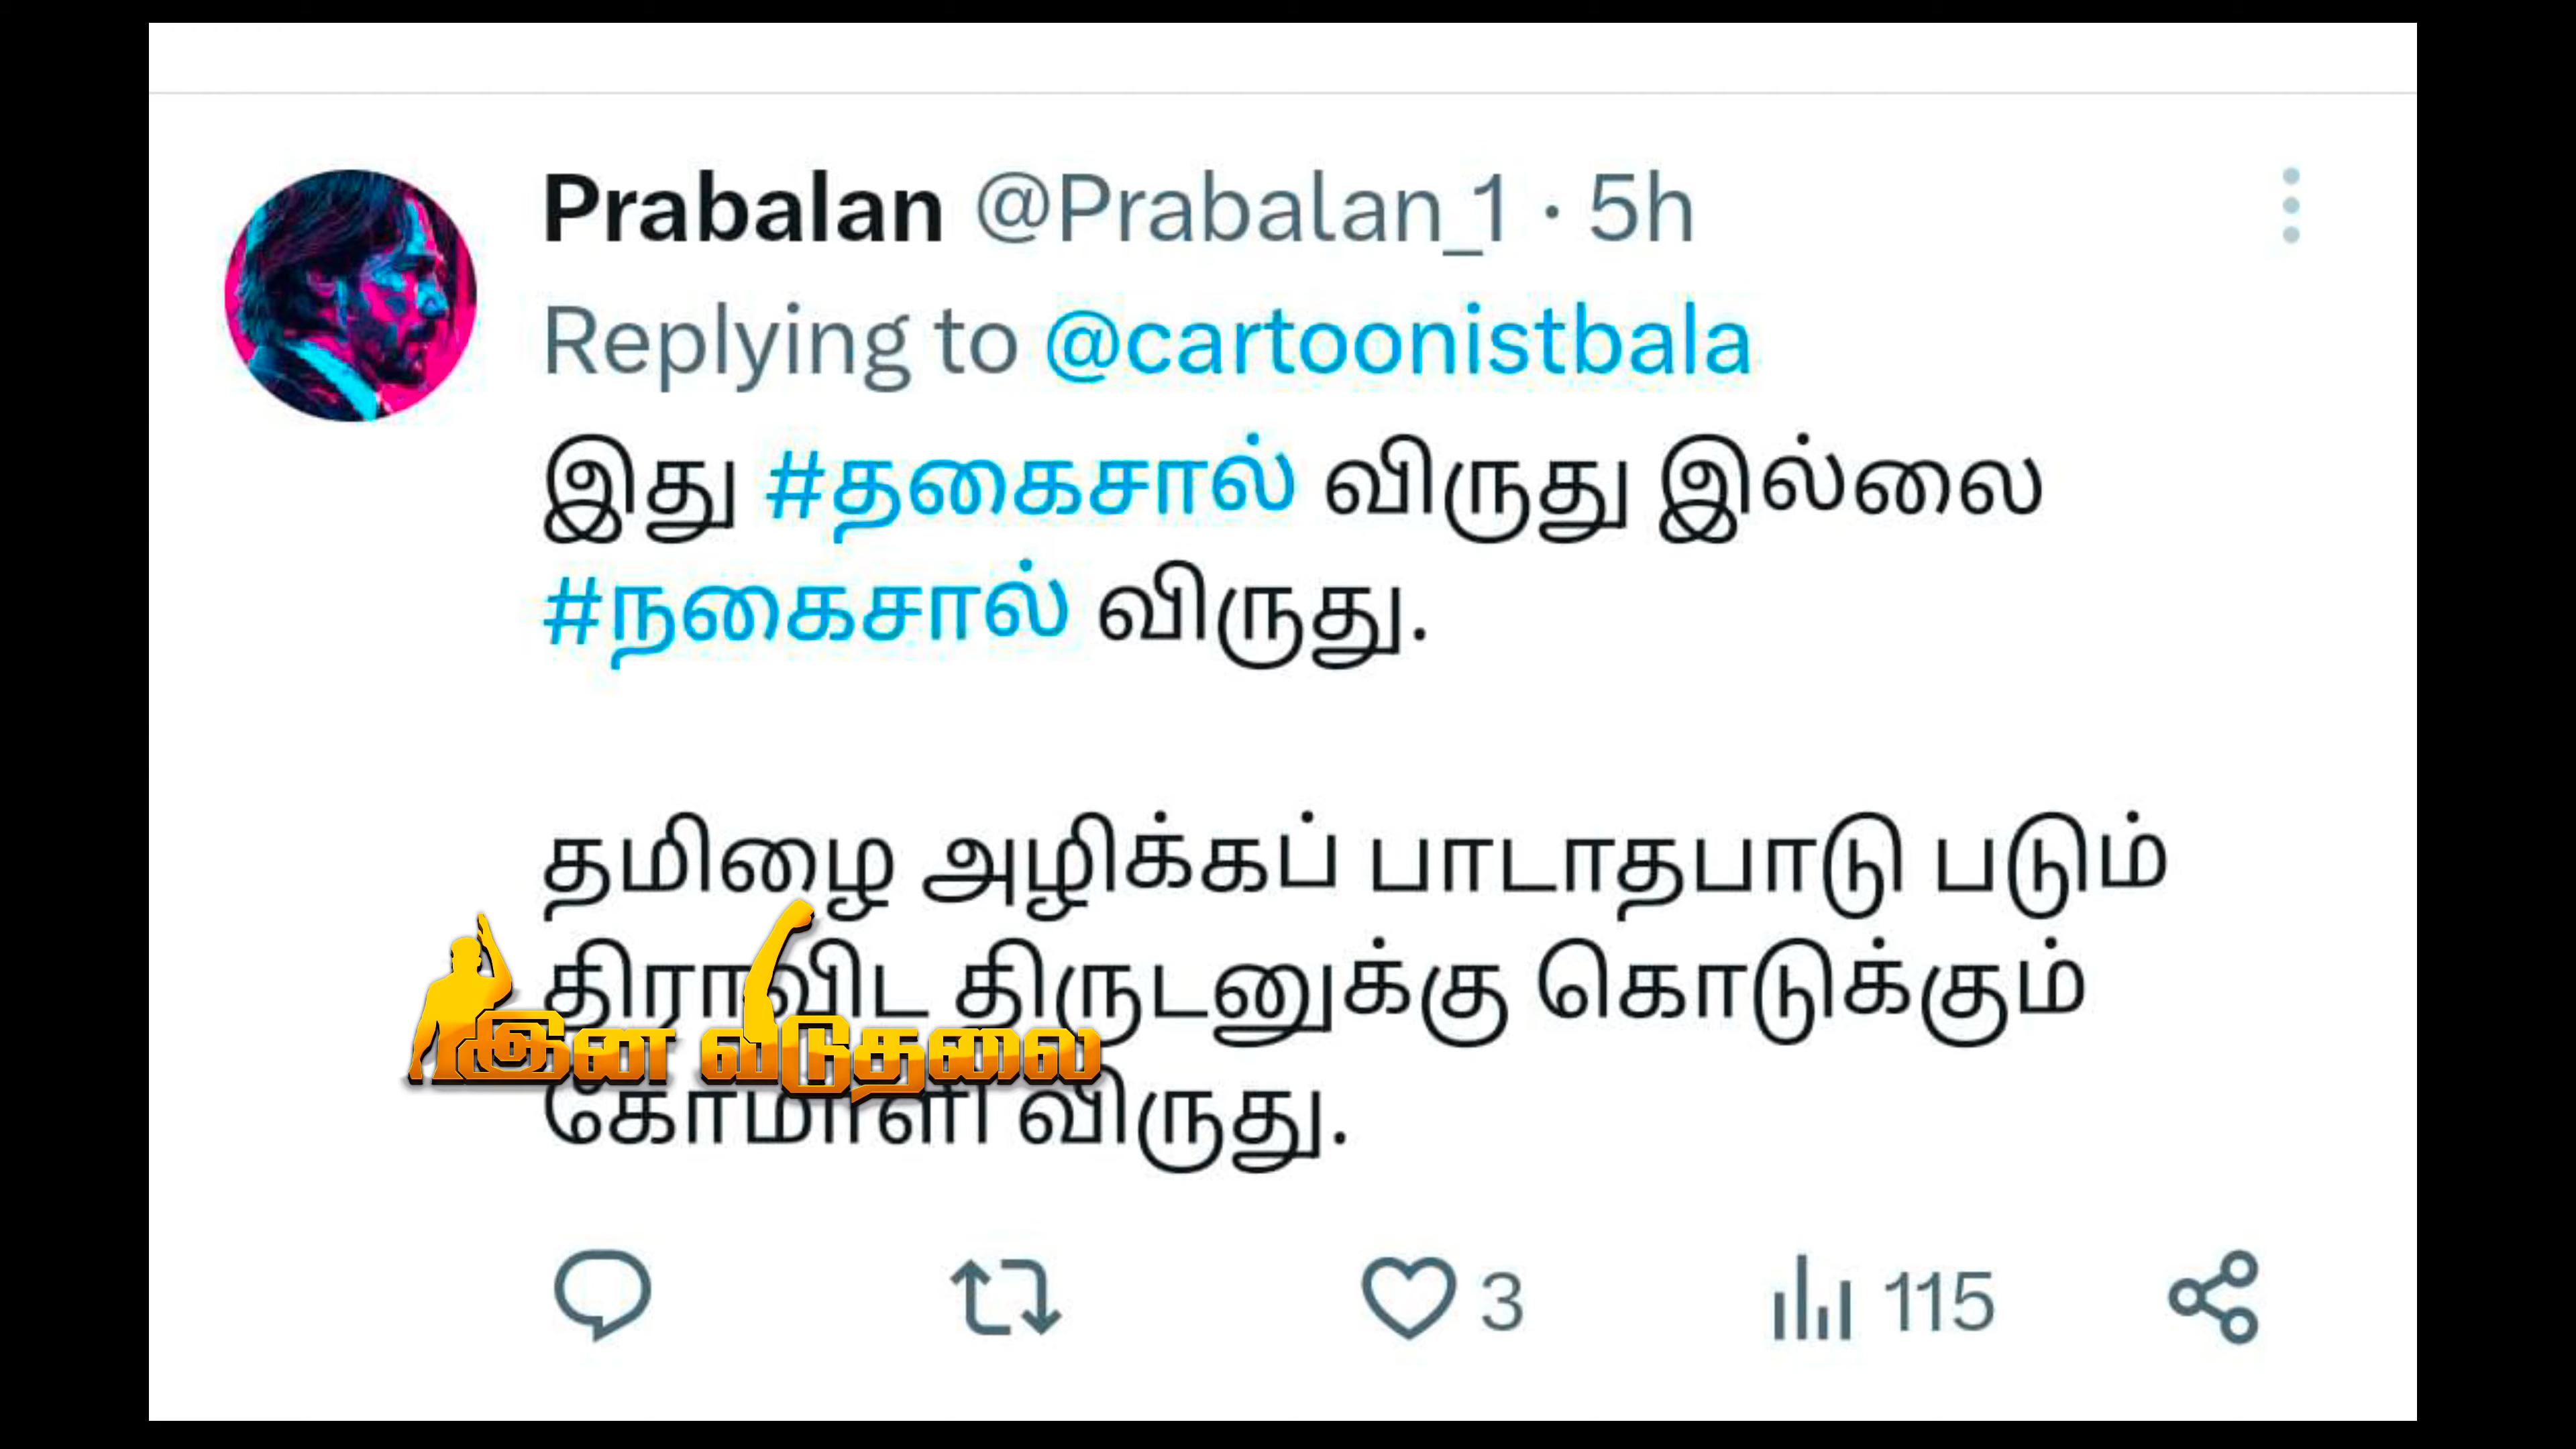 Prabalan @Prabalan_1 · 5h
Replying to @cartoonistbala
இது #தகைசால் விருது இல்லை
#நகைசால் விருது.
தமிழை அழிக்கப் பாடாதபாடு படும்
திராவிட திருடனுக்கு கொடுக்கும்
இன விடுதலை
கோமாளி விருது.
3
115